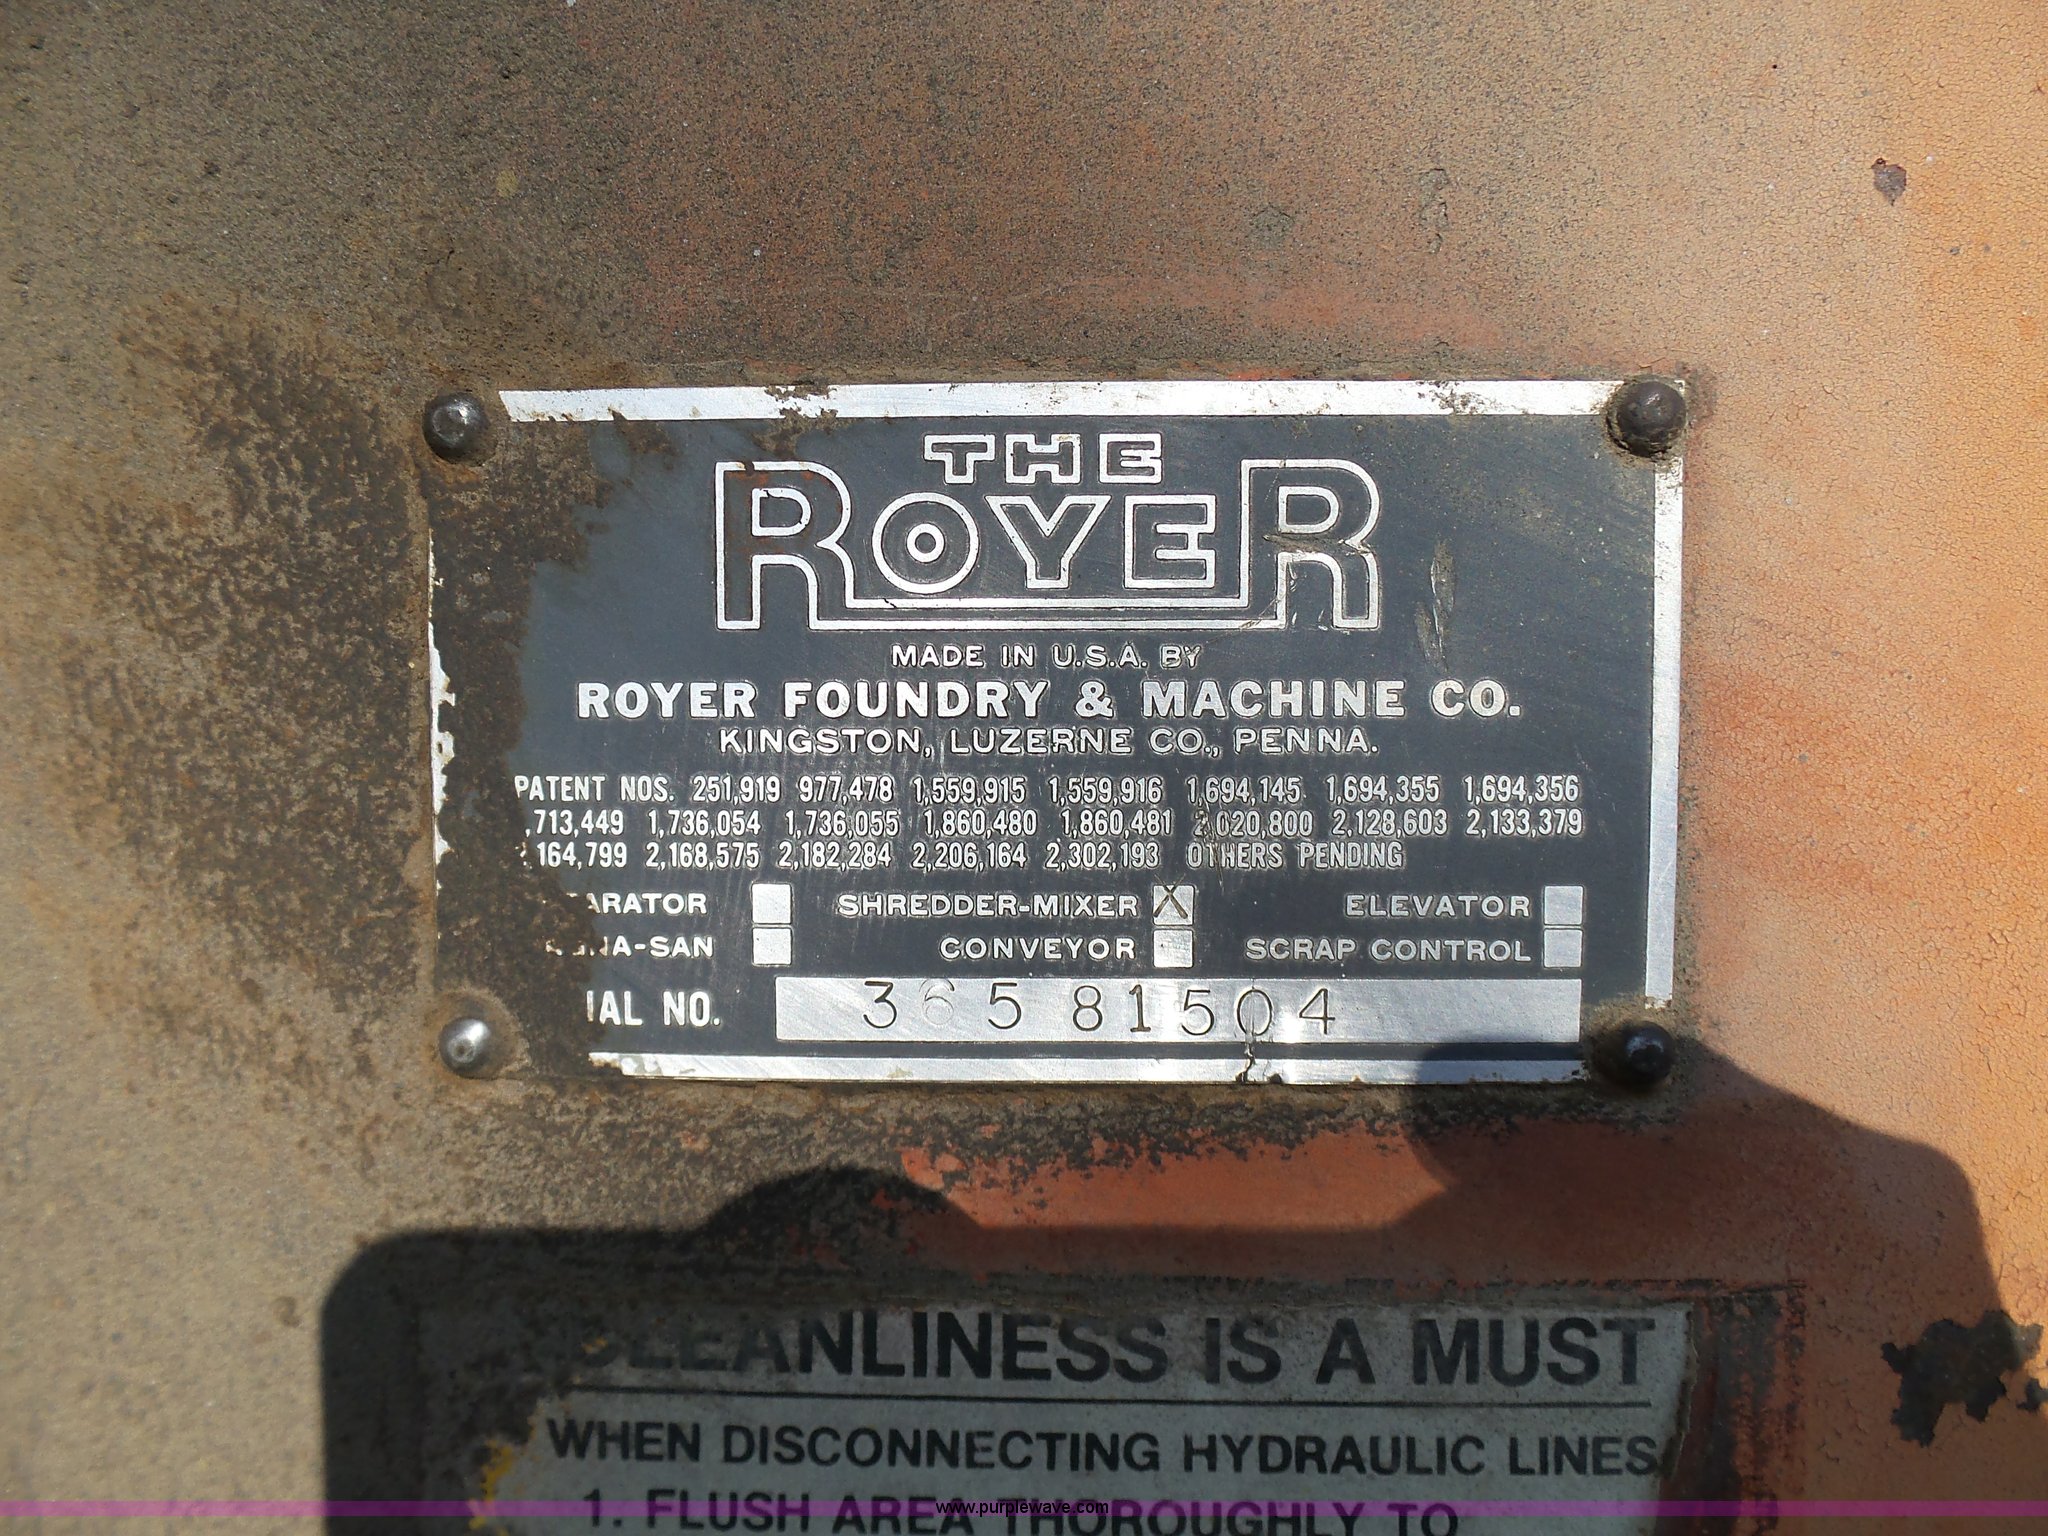 THE
ROYER
MADE IN U.S.A. BY
ROYER FOUNDRY & MACHINE CO.
KINGSTON, LUZERNE CO., PENNA.
PATENT NOS. 251,919 977,478 1,559,915 1,559,916 1,694,145 1,694,355 1,694,356
,713,449 1,736,054 1,736,055 1,860,480 1,860,481 2,020,800 2,128,603 2,133,379
164,799 2,168,575 2,182,284 2,206,164 2,302,193 OTHERS PENDING
ARATOR SHREDDER-MIXER X ELEVATOR
NA-SAN CONVEYOR SCRAP CONTROL
IAL NO. 365 81504
CLEANLINESS IS A MUST
WHEN DISCONNECTING HYDRAULIC LINES
1. FLUSH AREA THOROUGHLY TO
www.purplewave.com